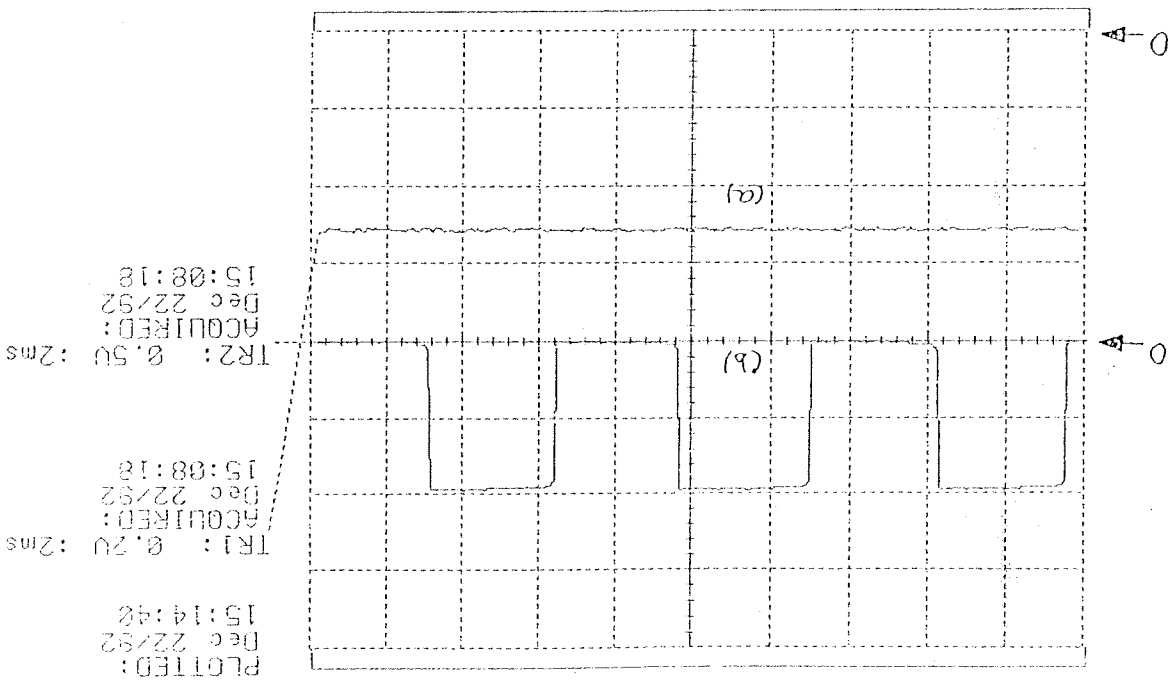 PLOTTED:
Dec 22/92
15:14:40
TR1: 0.2V :2ms
ACQUIRED:
Dec 22/92
15:08:18
0
(b)
TR2: 0.5V :2ms
ACQUIRED:
Dec 22/92
15:08:18
(a)
0